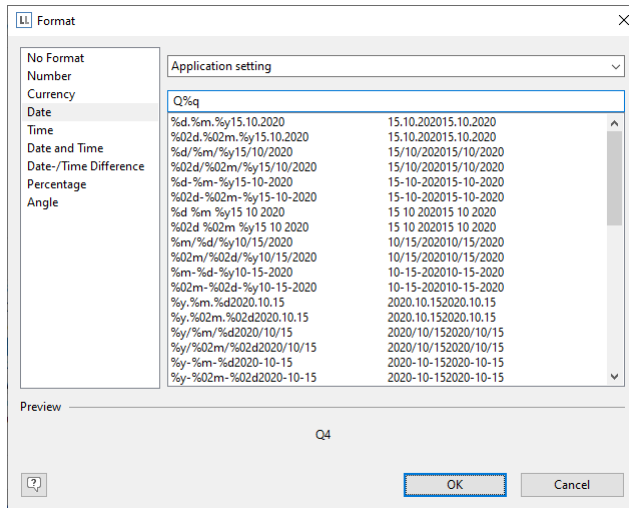 LL Format
No Format
Number
Currency
Date
Time
Date and Time
Date-/Time Difference
Percentage
Angle
Application setting
Q%q
%d.%m.%y15.10.2020 15.10.202015.10.2020
%02d.%02m.%y15.10.2020 15.10.202015.10.2020
%d/%m/%y15/10/2020 15/10/202015/10/2020
%02d/%02m/%y15/10/2020 15/10/202015/10/2020
%d-%m-%y15-10-2020 15-10-202015-10-2020
%02d-%02m-%y15-10-2020 15-10-202015-10-2020
%d %m %y15 10 2020 15 10 202015 10 2020
%02d %02m %y15 10 2020 15 10 202015 10 2020
%m/%d/%y10/15/2020 10/15/202010/15/2020
%02m/%02d/%y10/15/2020 10/15/202010/15/2020
%m-%d-%y10-15-2020 10-15-202010-15-2020
%02m-%02d-%y10-15-2020 10-15-202010-15-2020
%y.%m.%d2020.10.15 2020.10.152020.10.15
%y.%02m.%02d2020.10.15 2020.10.152020.10.15
%y/%m/%d2020/10/15 2020/10/152020/10/15
%y/%02m/%02d2020/10/15 2020/10/152020/10/15
%y-%m-%d2020-10-15 2020-10-152020-10-15
%y-%02m-%02d2020-10-15 2020-10-152020-10-15
Preview
Q4
?
OK Cancel